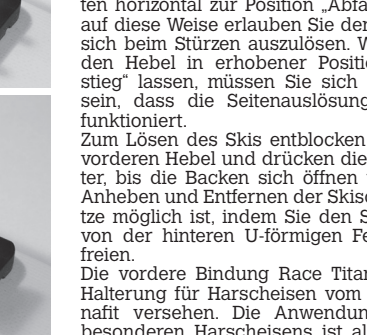 ten horizontal zur Position „Abfa
auf diese Weise erlauben Sie der
sich beim Stürzen auszulösen. W
den Hebel in erhobener Positi
stieg“ lassen, müssen Sie sich
sein, dass die Seitenauslösung
funktioniert.
Zum Lösen des Skis entblocken
vorderen Hebel und drücken die
ter, bis die Backen sich öffnen
Anheben und Entfernen der Skis
tze möglich ist, indem Sie den S
von der hinteren U-förmigen Fe
freien.
Die vordere Bindung Race Titan
Halterung für Harscheisen vom
nafit versehen. Die Anwendun
besonderen Harscheisens ist al